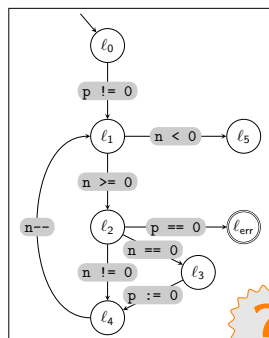 ℓ0
p != 0
ℓ1
n < 0
ℓ5
n >= 0
ℓ2
p == 0
ℓerr
n == 0
n--
n != 0
ℓ3
p := 0
ℓ4
?